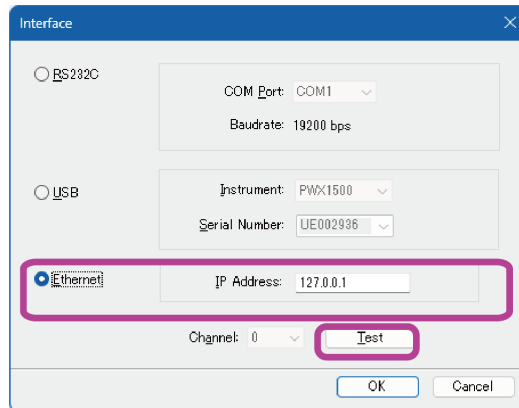 Interface
RS232C
COM Port: COM1
Baudrate: 19200 bps
USB
Instrument: PWX1500
Serial Number: UE002936
Ethernet
IP Address: 127.0.0.1
Channel: 0
Test
OK
Cancel